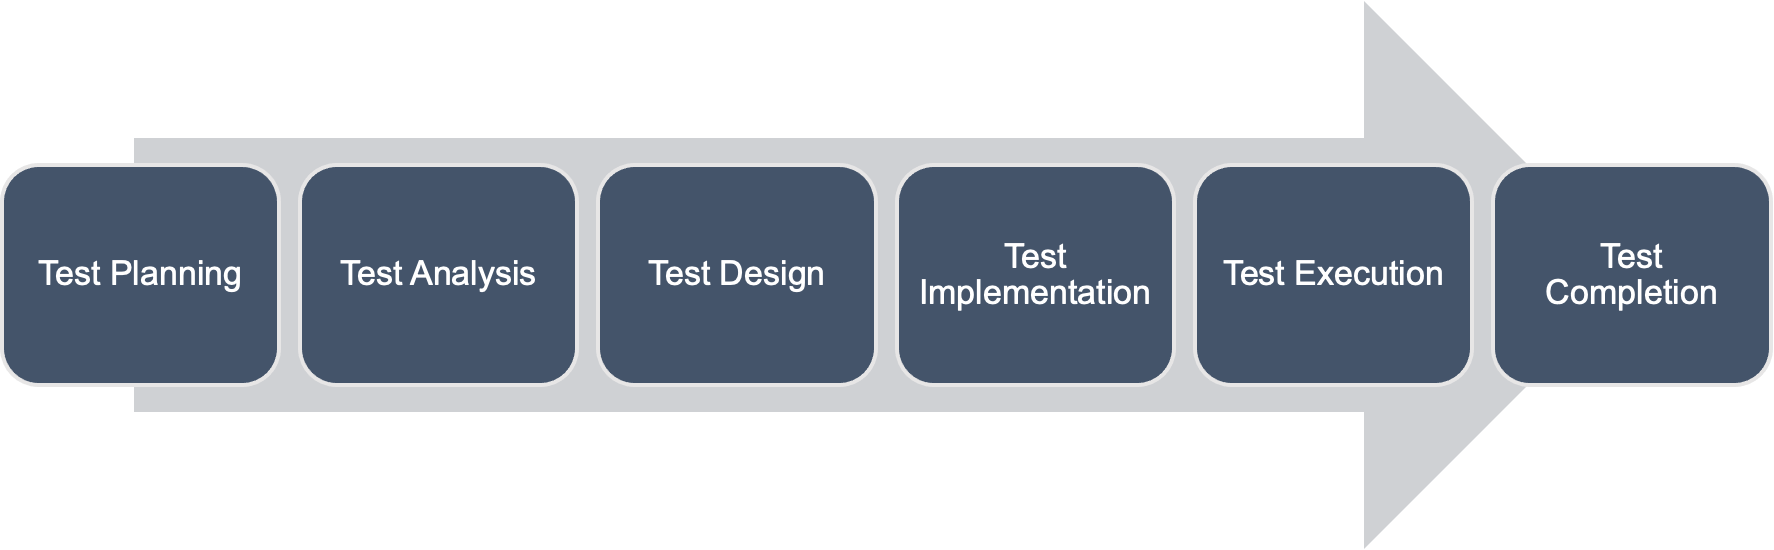 Test Planning
Test Analysis
Test Design
Test
Implementation
Test Execution
Test
Completion